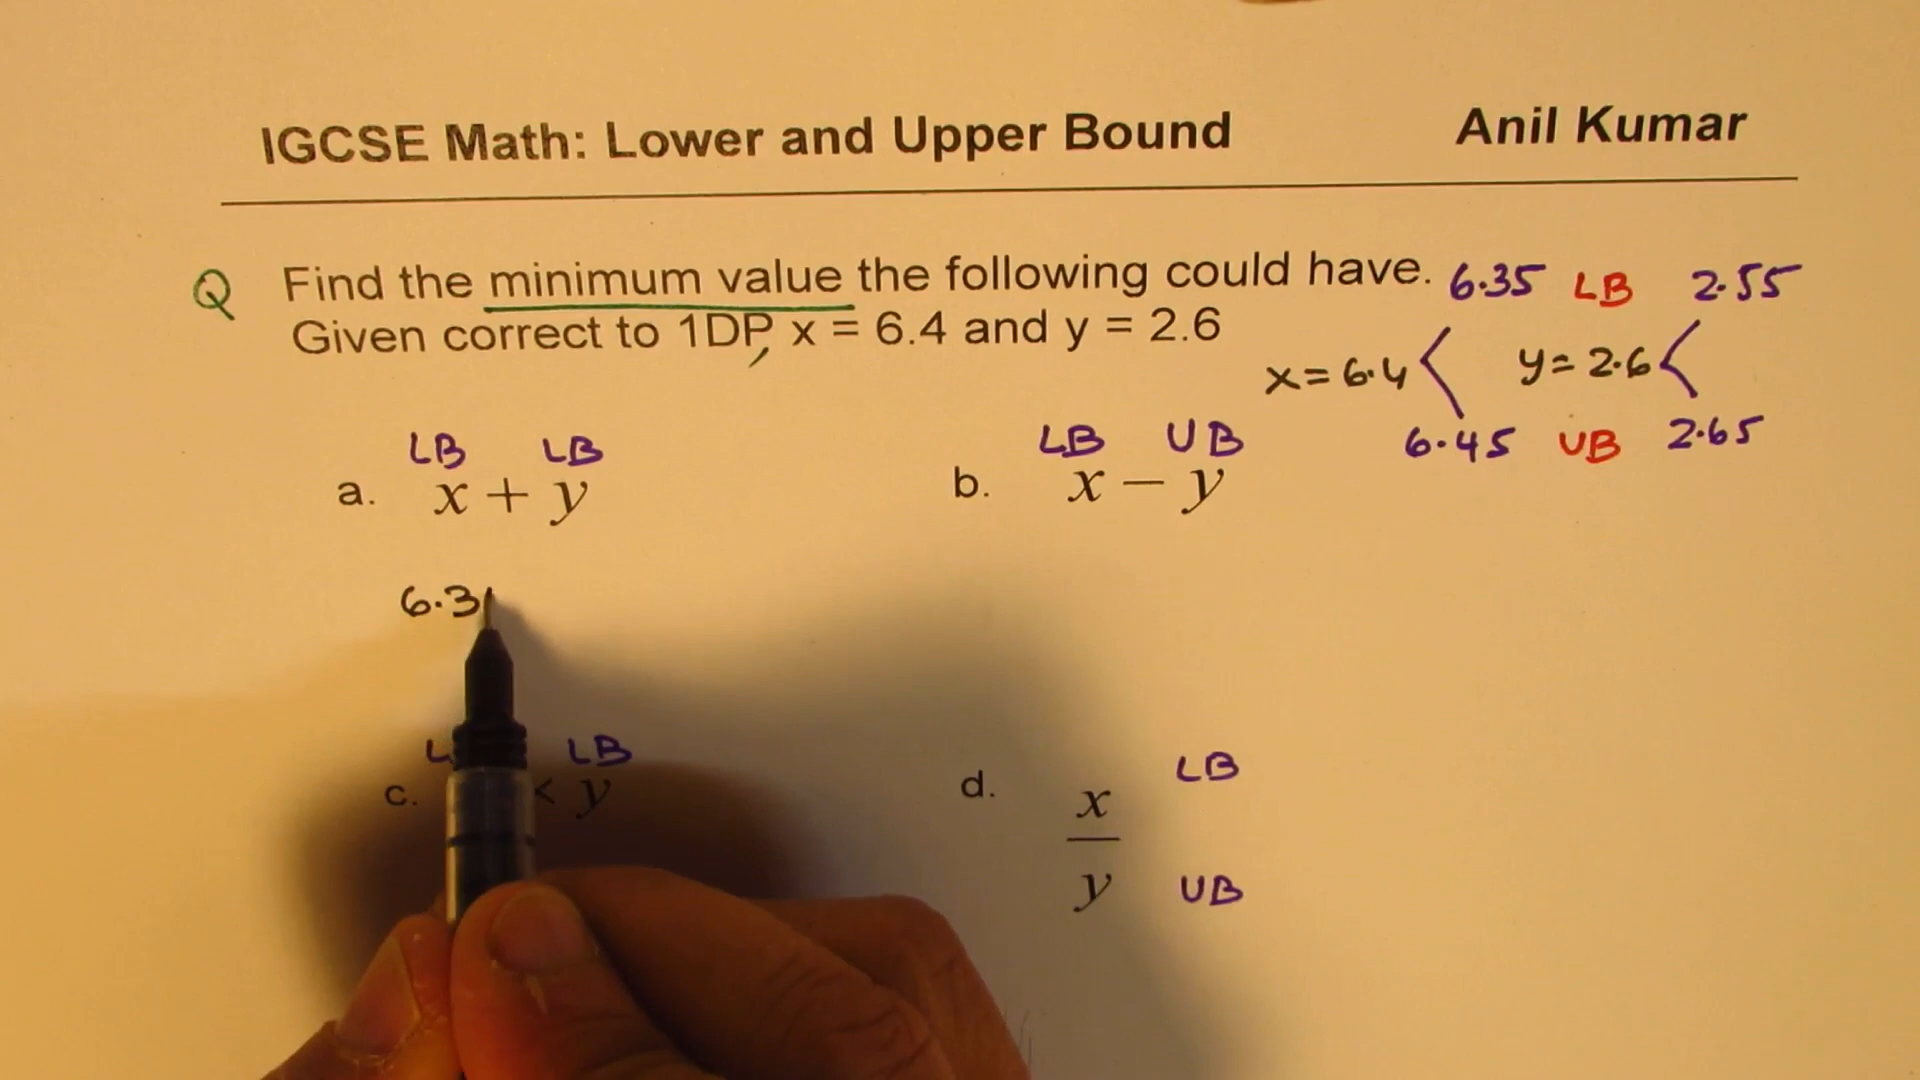 IGCSE Math: Lower and Upper Bound Anil Kumar
Q Find the minimum value the following could have. 6.35 LB 2.55
Given correct to 1DP, x = 6.4 and y = 2.6
x = 6.4 y = 2.6
6.45 UB 2.65
LB LB LB UB
a. x + y b. x − y
6.3
LB LB
c. y d. x
y UB